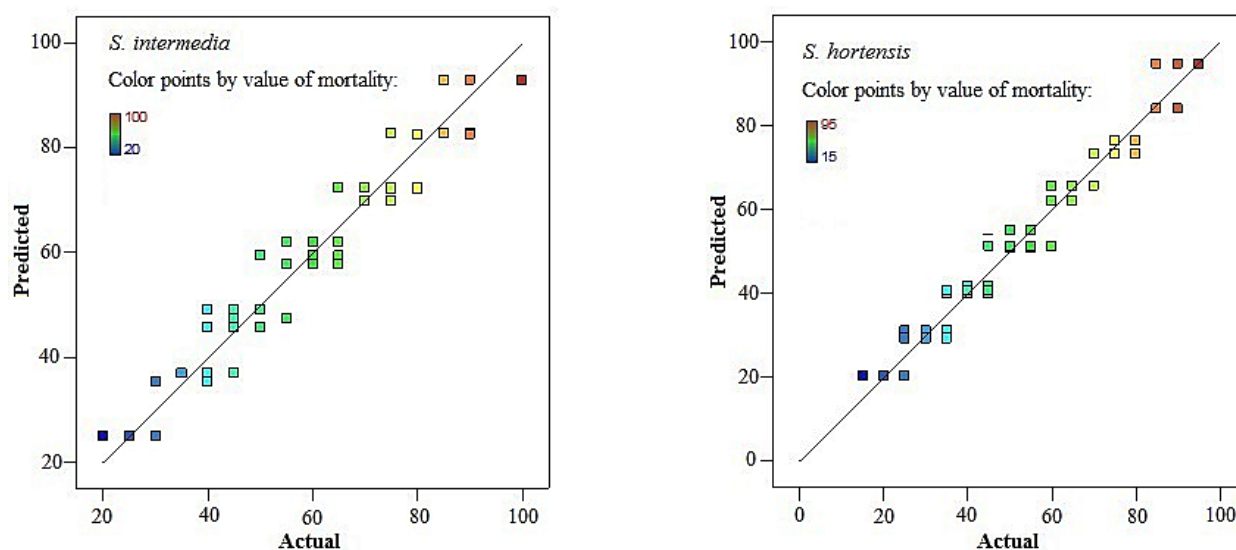 S. intermedia
Color points by value of mortality:
100
20
100
80
60
40
20
Predicted
20 40 60 80 100
Actual
S. hortensis
Color points by value of mortality:
95
15
100
80
60
40
20
0
Predicted
0 20 40 60 80 100
Actual